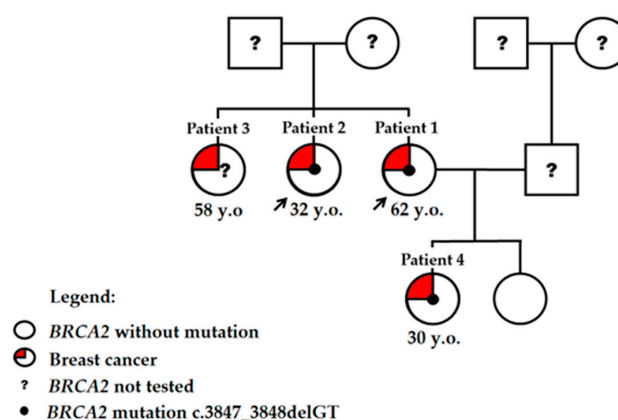 ? ? ? ?
Patient 3 Patient 2 Patient 1
? ?
58 y.o 32 y.o. 62 y.o.
Patient 4
30 y.o.
Legend:
BRCA2 without mutation
Breast cancer
? BRCA2 not tested
BRCA2 mutation c.3847_3848delGT